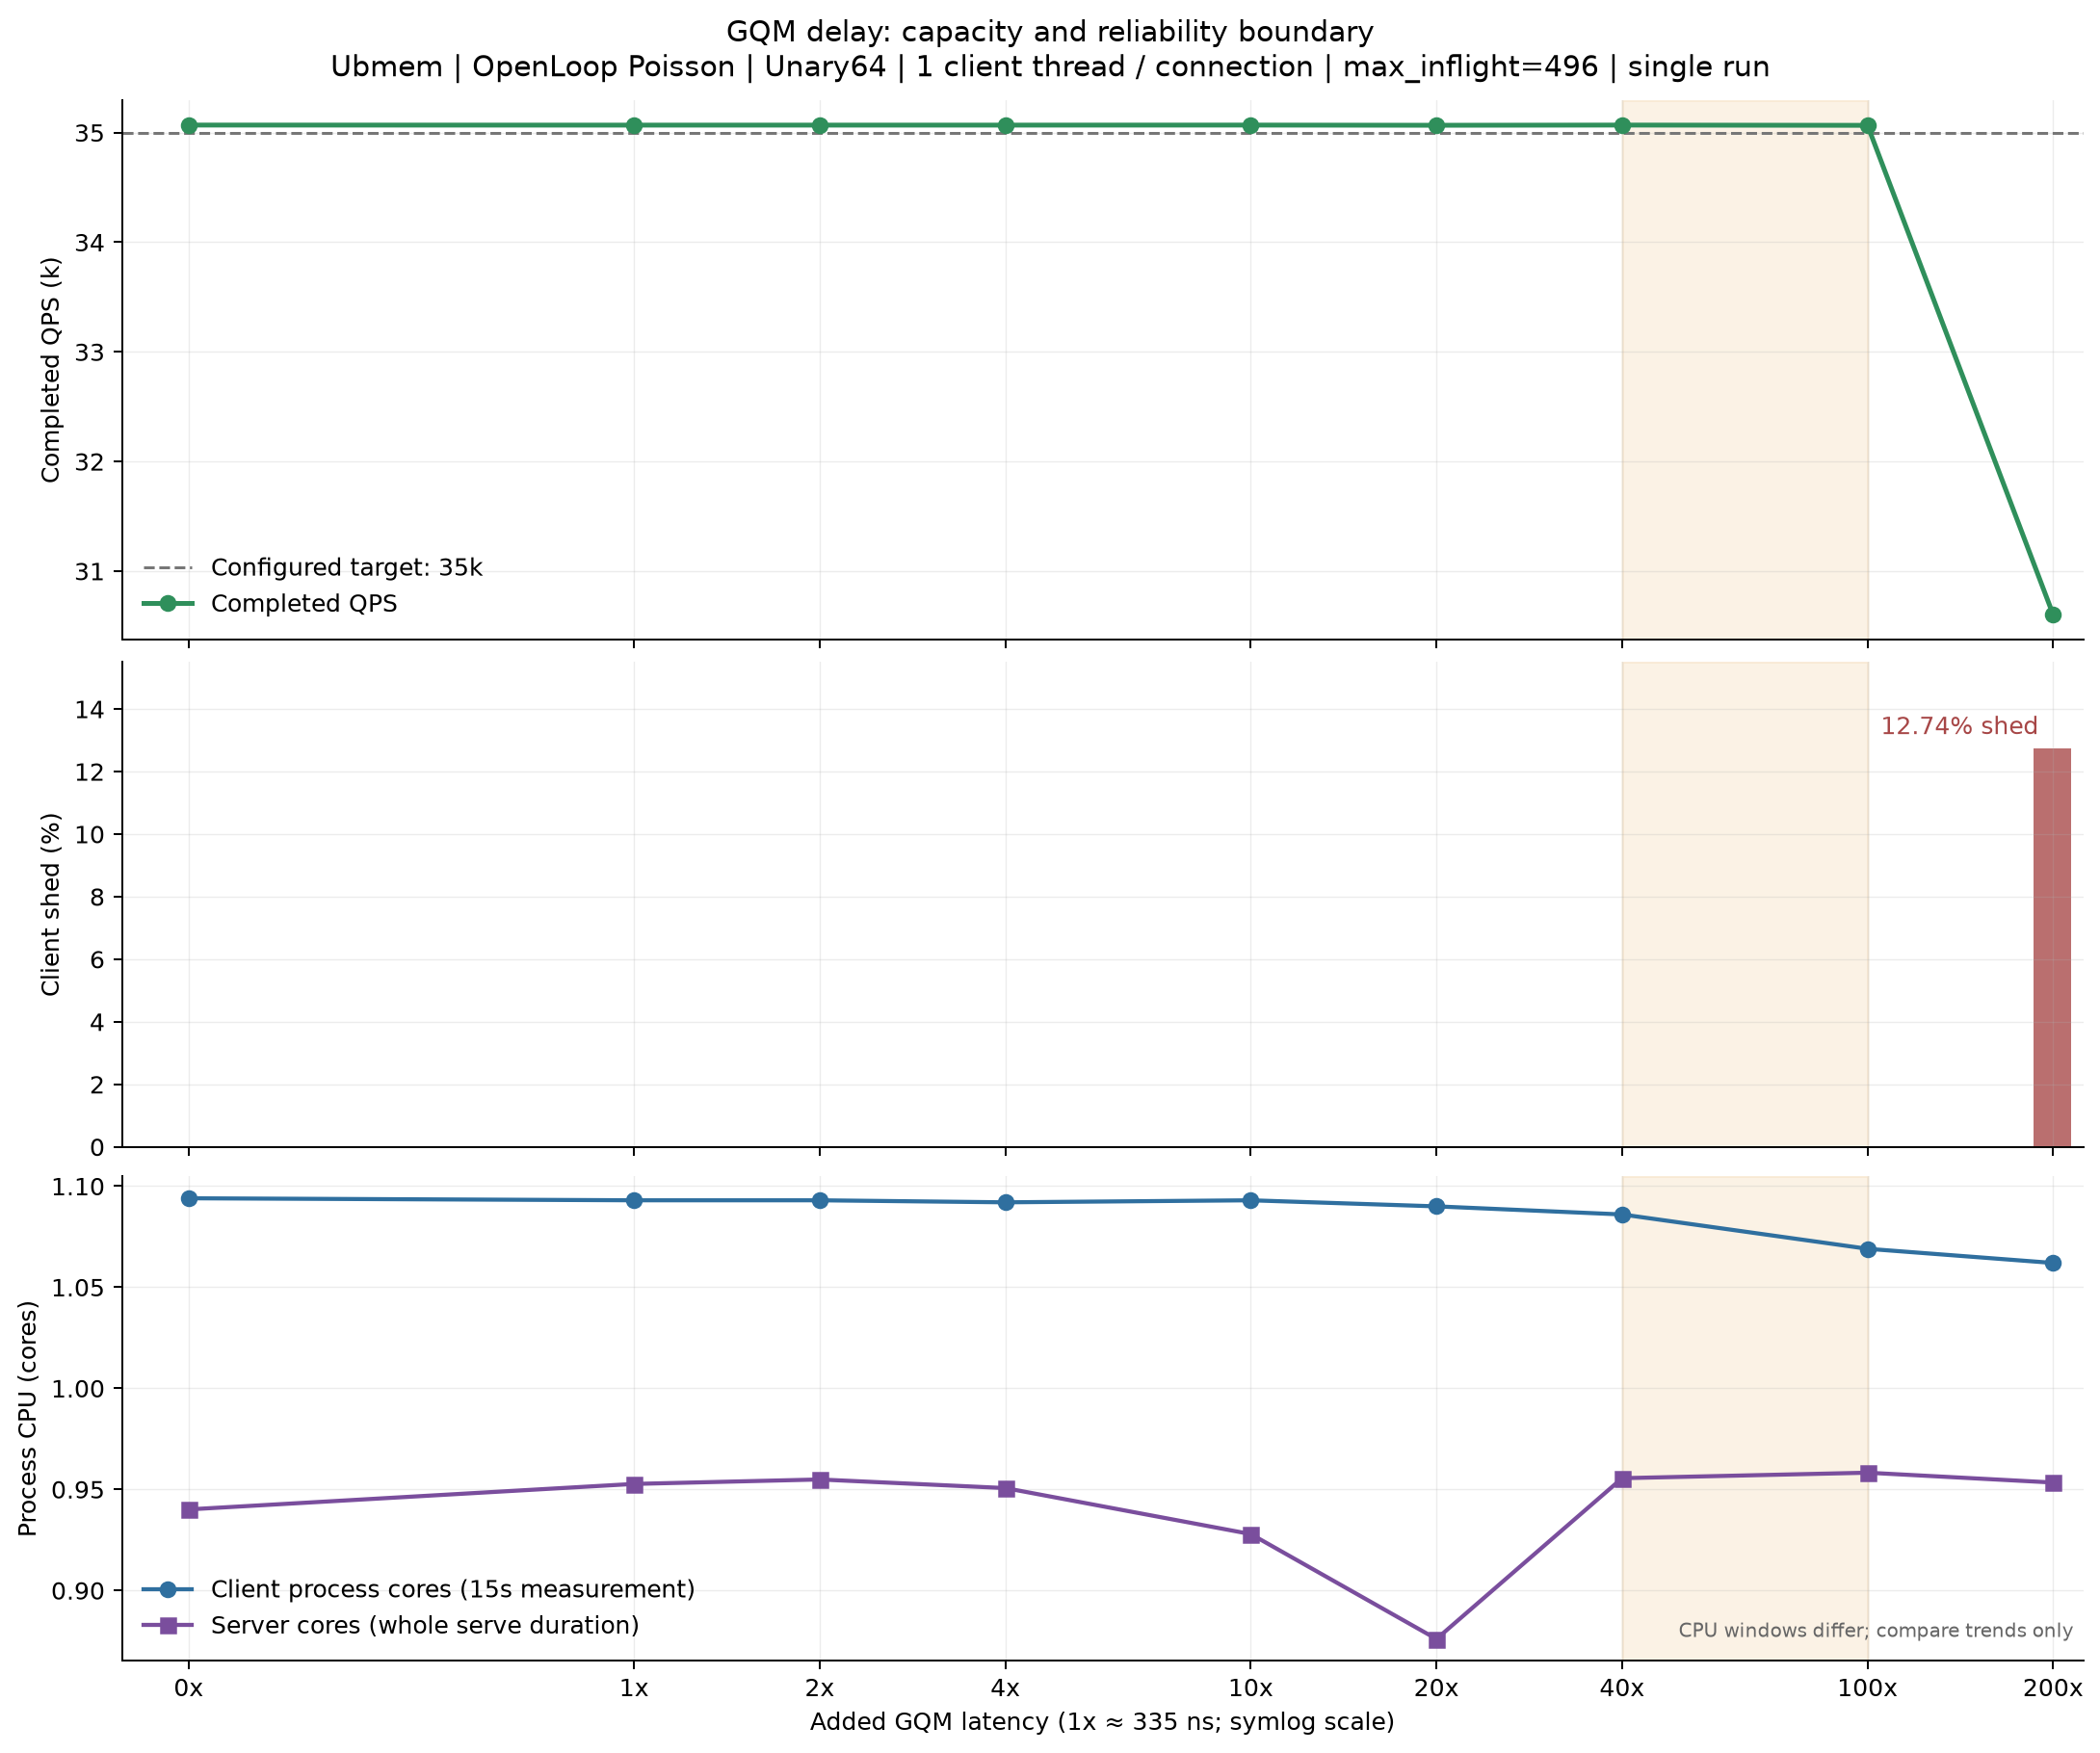 GQM delay: capacity and reliability boundary
Ubmem | OpenLoop Poisson | Unary64 | 1 client thread / connection | max_inflight=496 | single run
Completed QPS (k)
35
34
33
32
31
Configured target: 35k
Completed QPS
Client shed (%)
14
12
10
8
6
4
2
0
12.74% shed
Process CPU (cores)
1.10
1.05
1.00
0.95
0.90
Client process cores (15s measurement)
Server cores (whole serve duration)
CPU windows differ; compare trends only
0x 1x 2x 4x 10x 20x 40x 100x 200x
Added GQM latency (1x ≈ 335 ns; symlog scale)